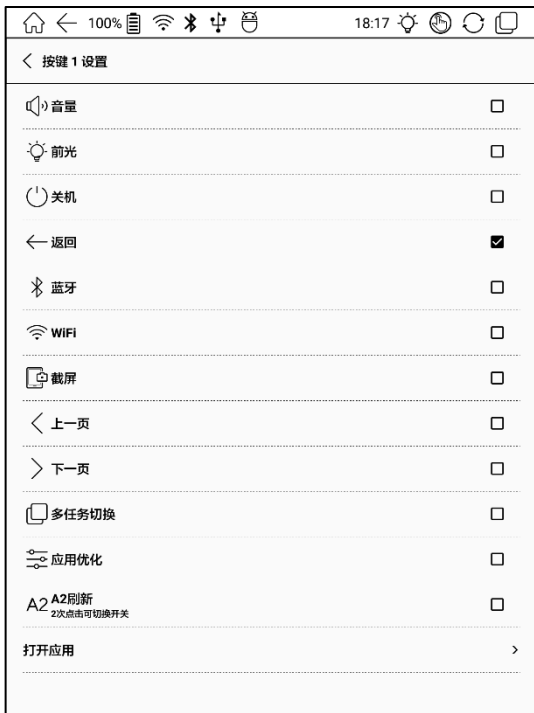 100% 18:17
按键 1 设置
音量
前光
关机
返回
蓝牙
WiFi
截屏
上一页
下一页
多任务切换
应用优化
A2 A2刷新
2次点击可切换开关
打开应用